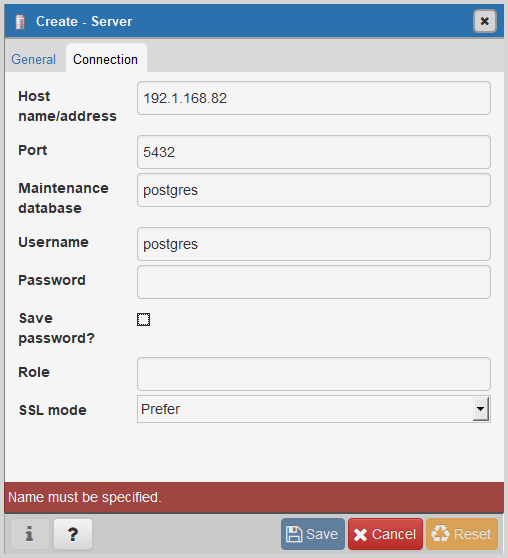 Create - Server
General
Connection
Host
name/address
192.1.168.82
Port
5432
Maintenance
database
postgres
Username
postgres
Password
Save
password?
Role
SSL mode
Prefer
Name must be specified.
i
?
Save
Cancel
Reset